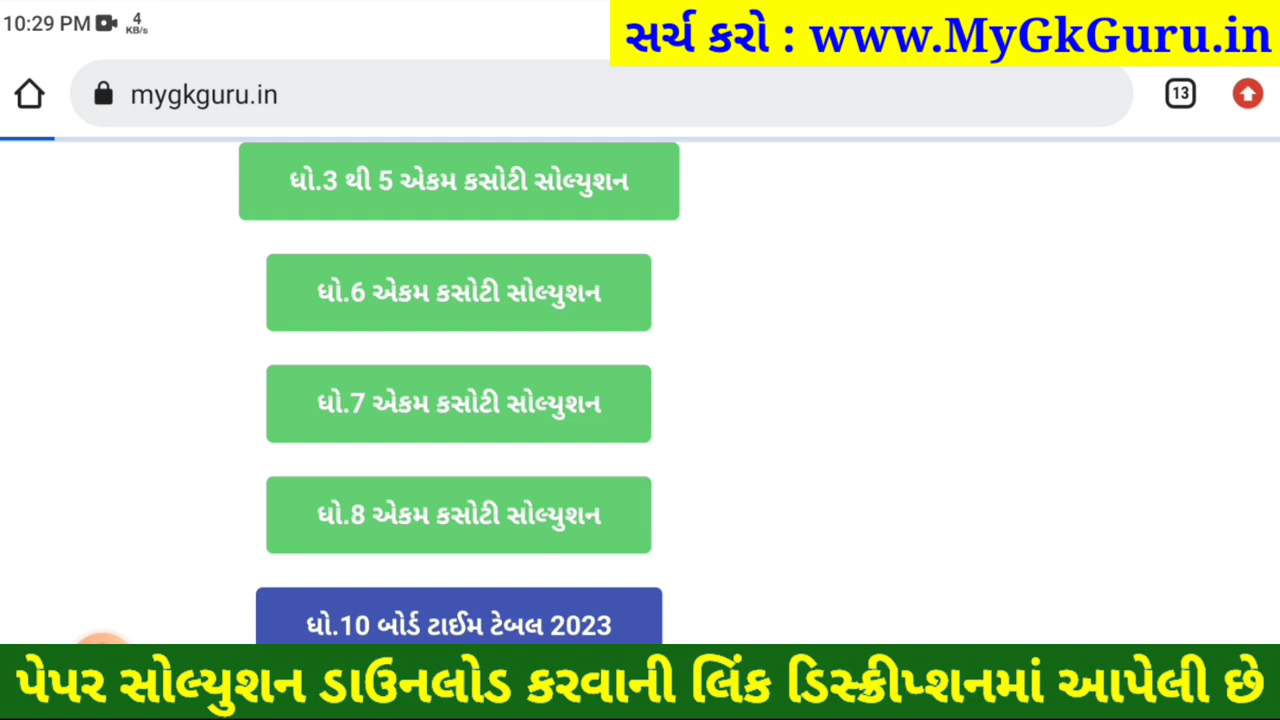 10:29 PM 4 KB/s
સર્ચ કરો : www.MyGkGuru.in
mygkguru.in
13
ધો.3 થી 5 એકમ કસોટી સોલ્યુશન
ધો.6 એકમ કસોટી સોલ્યુશન
ધો.7 એકમ કસોટી સોલ્યુશન
ધો.8 એકમ કસોટી સોલ્યુશન
ધો.10 બોર્ડ ટાઈમ ટેબલ 2023
પેપર સોલ્યુશન ડાઉનલોડ કરવાની લિંક ડિસ્ક્રીપ્શનમાં આપેલી છે